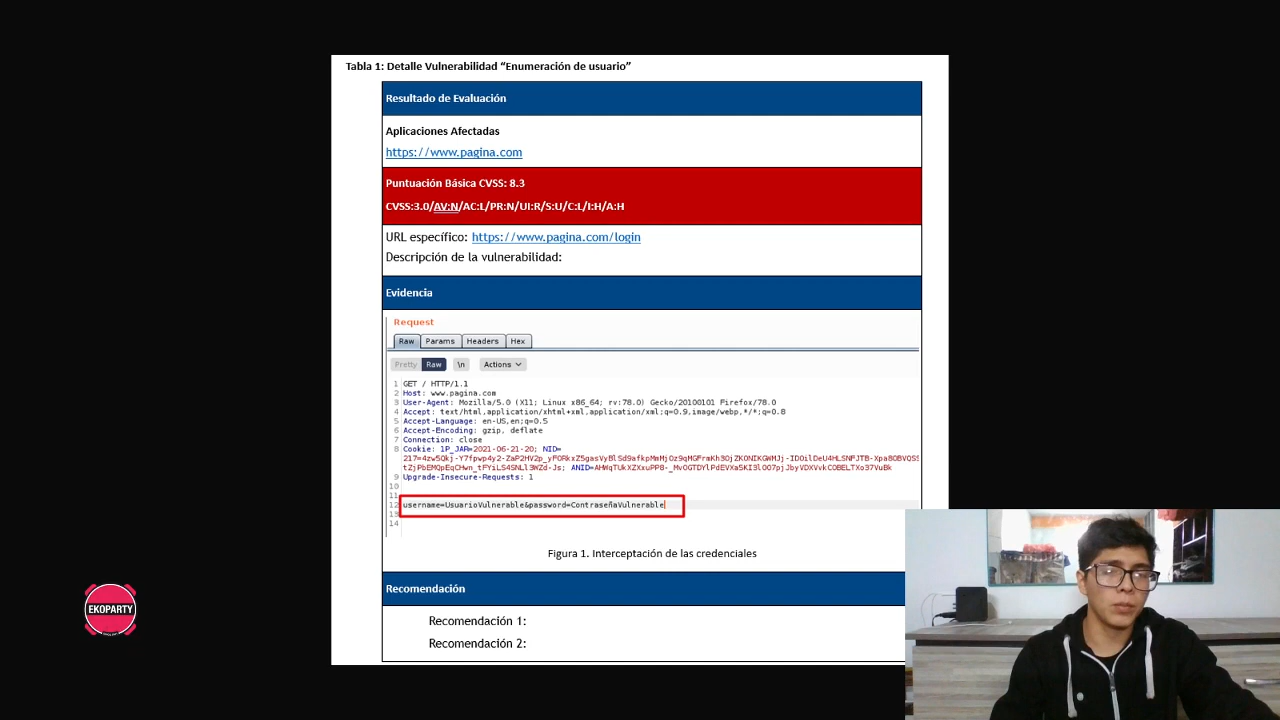 Tabla 1: Detalle Vulnerabilidad “Enumeración de usuario”
Resultado de Evaluación
Aplicaciones Afectadas
https://www.pagina.com
Puntuación Básica CVSS: 8.3
CVSS:3.0/AV:N/AC:L/PR:N/UI:R/S:U/C:L/I:H/A:H
URL específico: https://www.pagina.com/login
Descripción de la vulnerabilidad:
Evidencia
Request
Raw Params Headers Hex
Pretty Raw \n Actions
1 GET / HTTP/1.1
2 Host: www.pagina.com
3 User-Agent: Mozilla/5.0 (X11; Linux x86_64; rv:78.0) Gecko/20100101 Firefox/78.0
4 Accept: text/html,application/xhtml+xml,application/xml;q=0.9,image/webp,*/*;q=0.8
5 Accept-Language: en-US,en;q=0.5
6 Accept-Encoding: gzip, deflate
7 Connection: close
8 Cookie: 1P_JAR=2021-06-21-20; NID=
9 Upgrade-Insecure-Requests: 1
10
11
12 username=UsuarioVulnerable&password=ContraseñaVulnerable
13
14
Figura 1. Interceptación de las credenciales
Recomendación
Recomendación 1:
Recomendación 2:
EKOPARTY